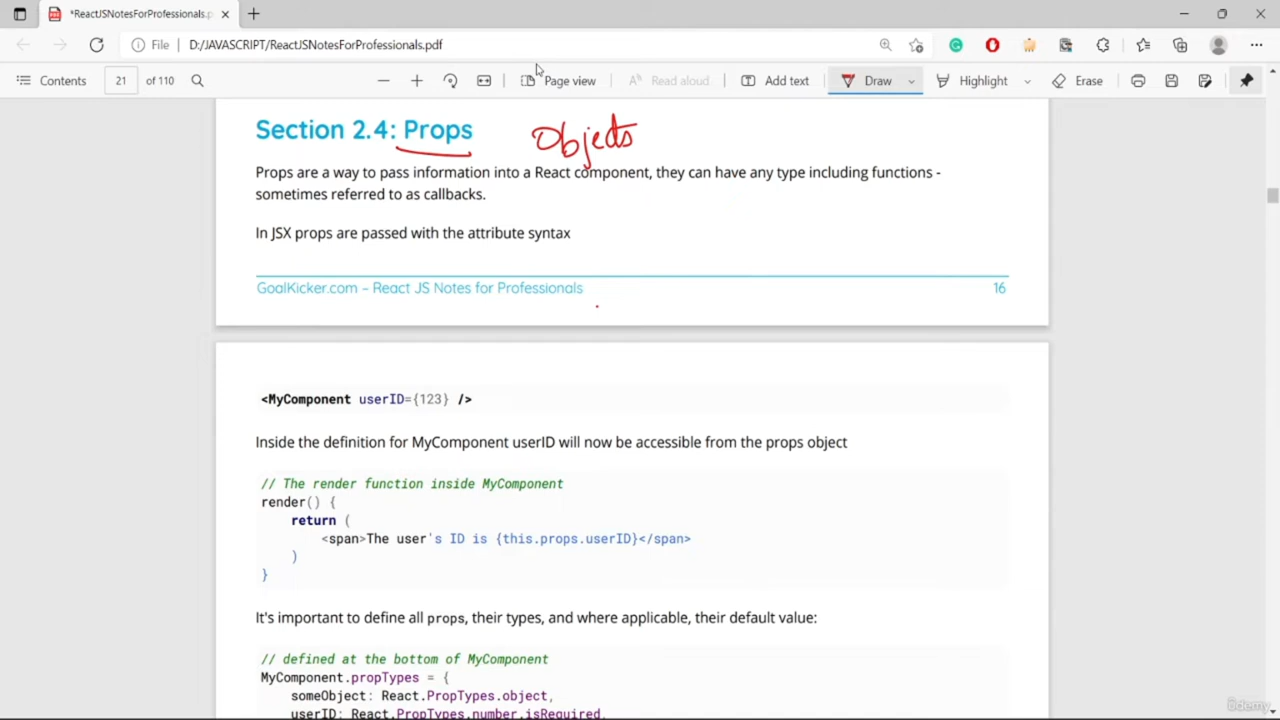 *ReactJSNotesForProfessionals.p
File D:/JAVASCRIPT/ReactJSNotesForProfessionals.pdf
Contents 21 of 110 Page view Read aloud Add text Draw Highlight Erase
Section 2.4: Props Objects
Props are a way to pass information into a React component, they can have any type including functions -
sometimes referred to as callbacks.
In JSX props are passed with the attribute syntax
GoalKicker.com – React JS Notes for Professionals 16
<MyComponent userID={123} />
Inside the definition for MyComponent userID will now be accessible from the props object
// The render function inside MyComponent
render() {
return (
<span>The user's ID is {this.props.userID}</span>
)
}
It's important to define all props, their types, and where applicable, their default value:
// defined at the bottom of MyComponent
MyComponent.propTypes = {
someObject: React.PropTypes.object,
userID: React.PropTypes.number.isRequired,
Udemy